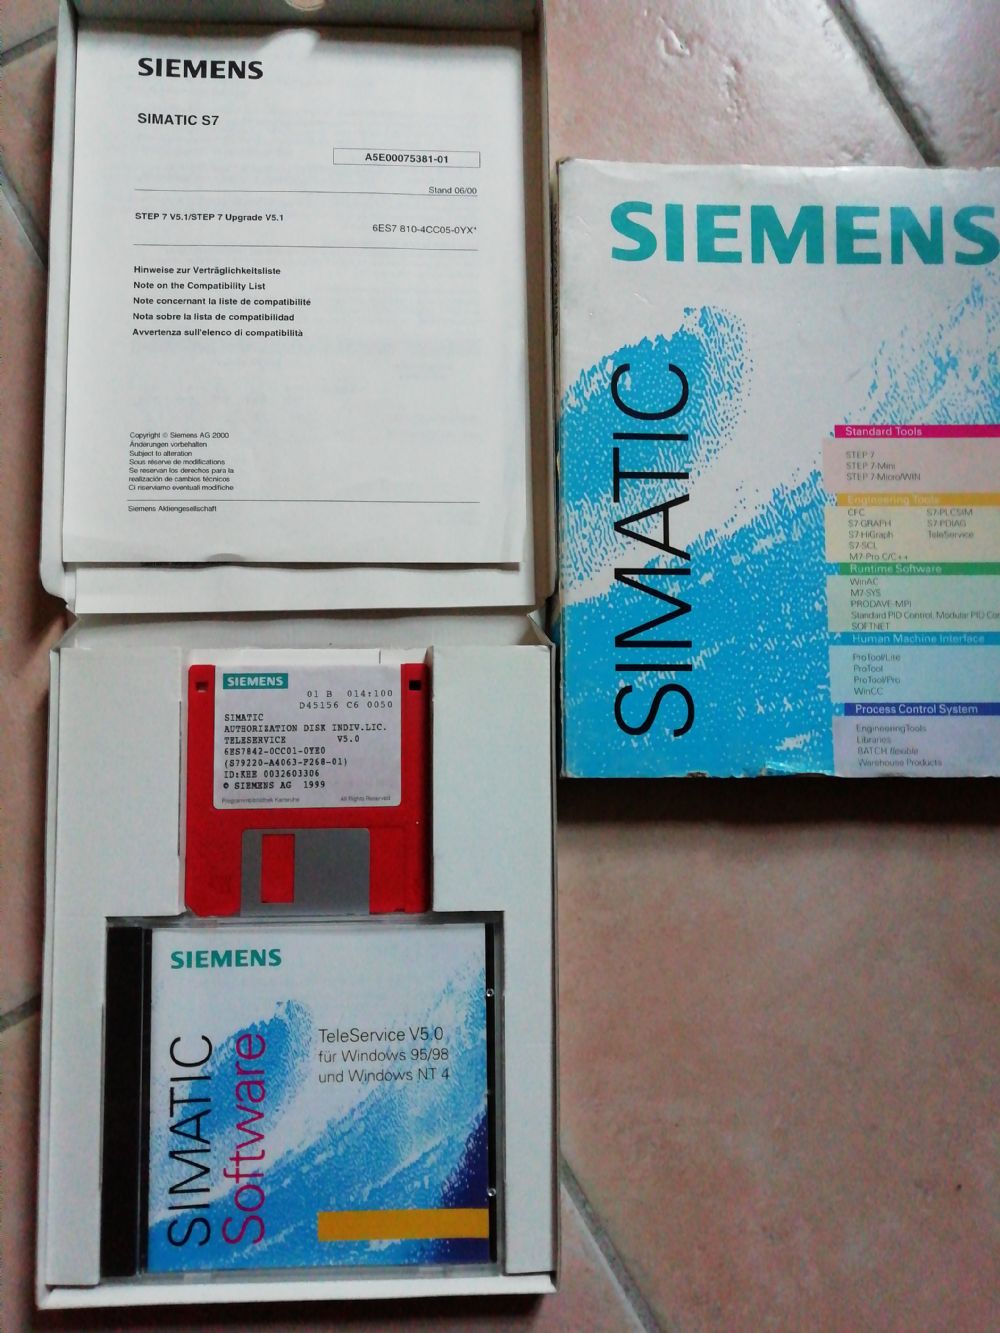 SIEMENS
SIMATIC S7
A5E00075381-01
Stand 06/00
STEP 7 V5.1/STEP 7 Upgrade V5.1
6ES7 810-4CC05-0YX*
Hinweise zur Verträglichkeitsliste
Note on the Compatibility List
Note concernant la liste de compatibilité
Nota sobre la lista de compatibilidad
Avvertenza sull'elenco di compatibilità
Copyright © Siemens AG 2000
Änderungen vorbehalten
Subject to alteration
Sous réserve de modifications
Se reservan los derechos para la
realización de cambios técnicos
Ci riserviamo eventuali modifiche
Siemens Aktiengesellschaft
SIEMENS
SIMATIC
Standard Tools
STEP 7
STEP 7-Mini
STEP 7-Micro/WIN
Engineering Tools
CFC S7-PLCSIM
S7-GRAPH S7-PDIAG
S7-HiGraph TeleService
S7-SCL
M7-Pro C/C++
Runtime Software
WinAC
M7-SYS
PRODAVE-MPI
Standard PID Control, Modular PID Co
SOFTNET
Human Machine Interface
ProTool/Lite
ProTool
ProTool/Pro
WinCC
Process Control System
Engineering Tools
Libraries
BATCH flexible
Warehouse Products
SIEMENS
01 B 014:100
D45156 C6 0050
SIMATIC
AUTHORIZATION DISK INDIV.LIC.
TELESERVICE V5.0
6ES7842-0CC01-0YE0
(S79220-A4063-F268-01)
ID:KEE 0032603306
© SIEMENS AG 1999
Programmbibliothek Karlsruhe All Rights Reserved
SIEMENS
SIMATIC
Software
TeleService V5.0
für Windows 95/98
und Windows NT 4